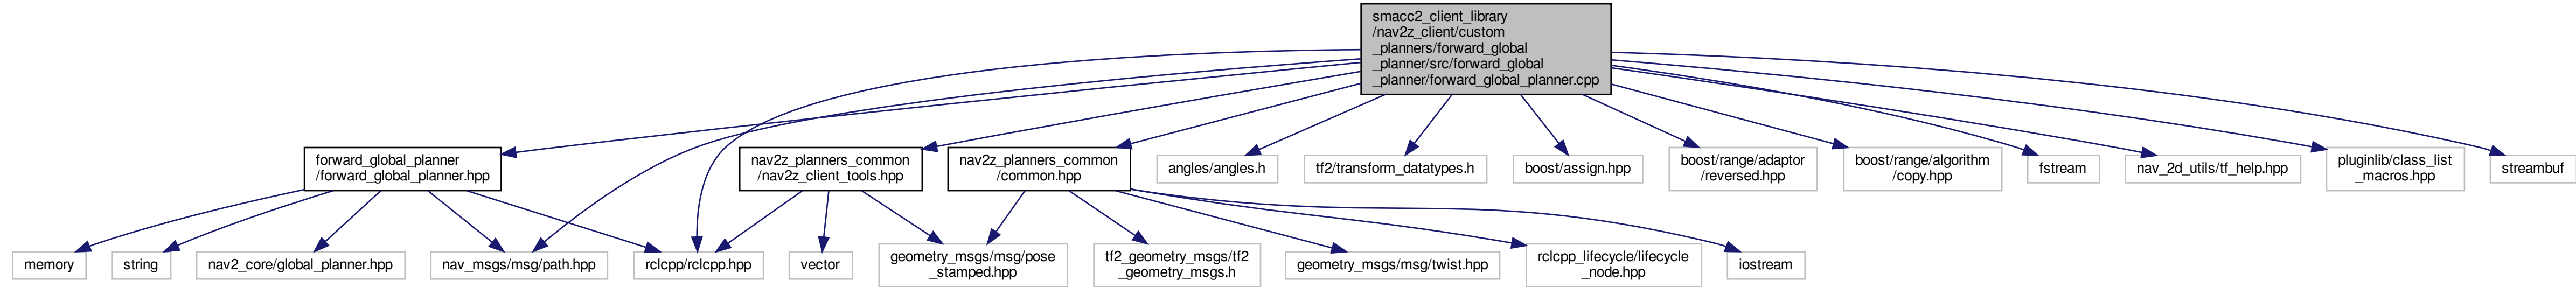 smacc2_client_library
/nav2z_client/custom
_planners/forward_global
_planner/src/forward_global
_planner/forward_global_planner.cpp
forward_global_planner
/forward_global_planner.hpp
nav2z_planners_common
/nav2z_client_tools.hpp
nav2z_planners_common
/common.hpp
angles/angles.h
tf2/transform_datatypes.h
boost/assign.hpp
boost/range/adaptor
/reversed.hpp
boost/range/algorithm
/copy.hpp
fstream
nav_2d_utils/tf_help.hpp
pluginlib/class_list
_macros.hpp
streambuf
memory
string
nav2_core/global_planner.hpp
nav_msgs/msg/path.hpp
rclcpp/rclcpp.hpp
vector
geometry_msgs/msg/pose
_stamped.hpp
tf2_geometry_msgs/tf2
_geometry_msgs.h
geometry_msgs/msg/twist.hpp
rclcpp_lifecycle/lifecycle
_node.hpp
iostream